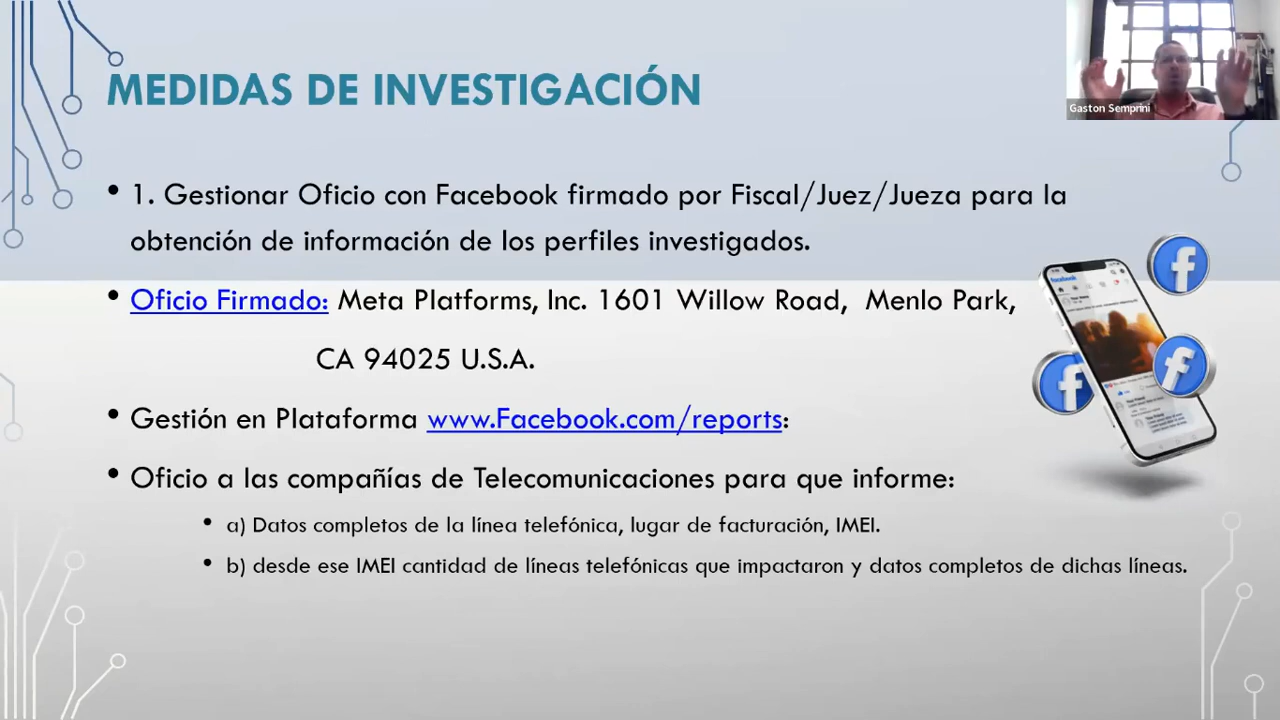 Gaston Semprini
MEDIDAS DE INVESTIGACIÓN
• 1. Gestionar Oficio con Facebook firmado por Fiscal/Juez/Jueza para la
obtención de información de los perfiles investigados.
• Oficio Firmado: Meta Platforms, Inc. 1601 Willow Road, Menlo Park,
CA 94025 U.S.A.
• Gestión en Plataforma www.Facebook.com/reports:
• Oficio a las compañías de Telecomunicaciones para que informe:
• a) Datos completos de la línea telefónica, lugar de facturación, IMEI.
• b) desde ese IMEI cantidad de líneas telefónicas que impactaron y datos completos de dichas líneas.
facebook